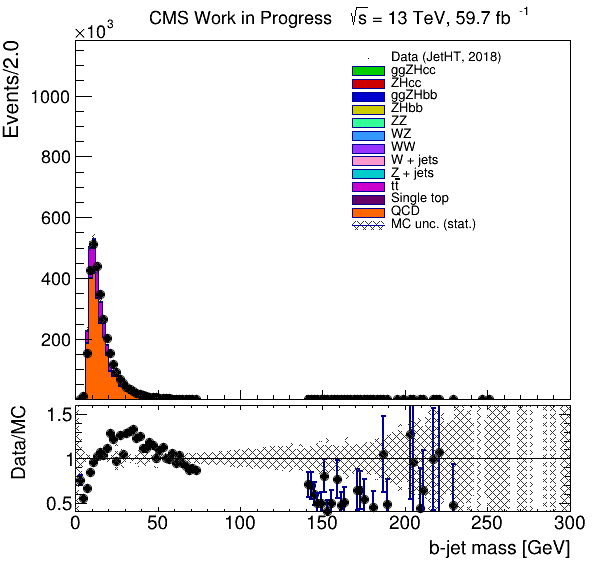 CMS Work in Progress √s = 13 TeV, 59.7 fb⁻¹
×10³
Events/2.0
1000
800
600
400
200
Data (JetHT, 2018)
ggZHcc
ZHcc
ggZHbb
ZHbb
ZZ
WZ
WW
W + jets
Z + jets
tt̅
Single top
QCD
MC unc. (stat.)
Data/MC
1.5
1
0.5
0 50 100 150 200 250 300
b-jet mass [GeV]